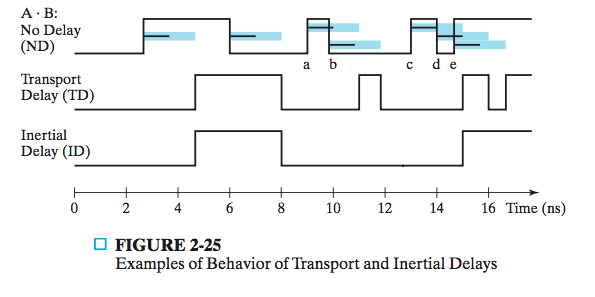 A · B:
No Delay
(ND)
a b c d e
Transport
Delay (TD)
Inertial
Delay (ID)
0 2 4 6 8 10 12 14 16 Time (ns)
FIGURE 2-25
Examples of Behavior of Transport and Inertial Delays